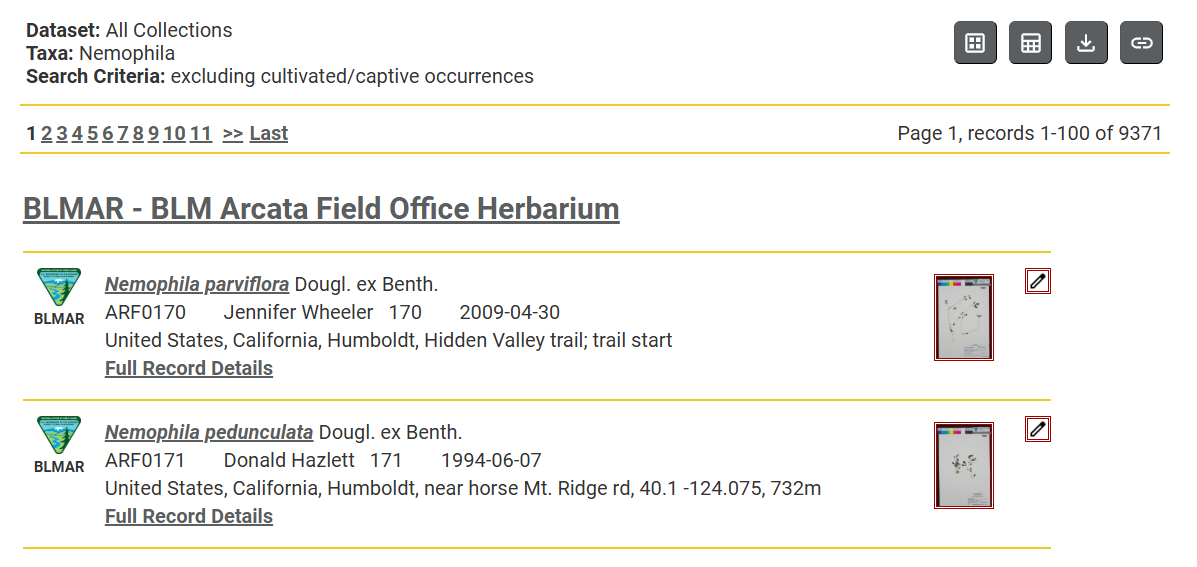 Dataset: All Collections
Taxa: Nemophila
Search Criteria: excluding cultivated/captive occurrences
1 2 3 4 5 6 7 8 9 10 11 >> Last
Page 1, records 1-100 of 9371
BLMAR - BLM Arcata Field Office Herbarium
BLMAR
Nemophila parviflora Dougl. ex Benth.
ARF0170 Jennifer Wheeler 170 2009-04-30
United States, California, Humboldt, Hidden Valley trail; trail start
Full Record Details
BLMAR
Nemophila pedunculata Dougl. ex Benth.
ARF0171 Donald Hazlett 171 1994-06-07
United States, California, Humboldt, near horse Mt. Ridge rd, 40.1 -124.075, 732m
Full Record Details